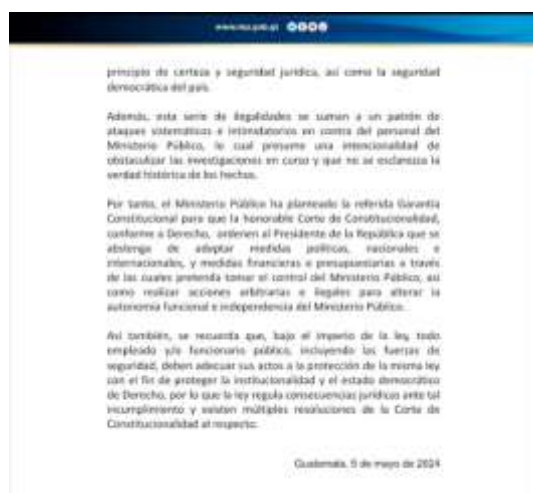 www.mp.gob.gt
principio de certeza y seguridad jurídica, así como la seguridad
democrática del país.
Además, esta serie de ilegalidades se suman a un patrón de
ataques sistemáticos e intimidatorios en contra del personal del
Ministerio Público, lo cual presume una intencionalidad de
obstaculizar las investigaciones en curso y que no se esclarezca la
verdad histórica de los hechos.
Por tanto, el Ministerio Público ha planteado la referida Garantía
Constitucional para que la honorable Corte de Constitucionalidad,
conforme a Derecho, ordenen al Presidente de la República que se
abstenga de adoptar medidas políticas, nacionales e
internacionales, y medidas financieras o presupuestarias a través
de las cuales pretenda tomar el control del Ministerio Público, así
como realizar acciones arbitrarias e ilegales para alterar la
autonomía funcional e independencia del Ministerio Público.
Así también, se recuerda que, bajo el imperio de la ley, todo
empleado y/o funcionario público, incluyendo las fuerzas de
seguridad, deben adecuar sus actos a la protección de la misma ley
con el fin de proteger la institucionalidad y el estado democrático
de Derecho, por lo que la ley regula consecuencias jurídicas ante tal
incumplimiento y existen múltiples resoluciones de la Corte de
Constitucionalidad al respecto.
Guatemala, 5 de mayo de 2024